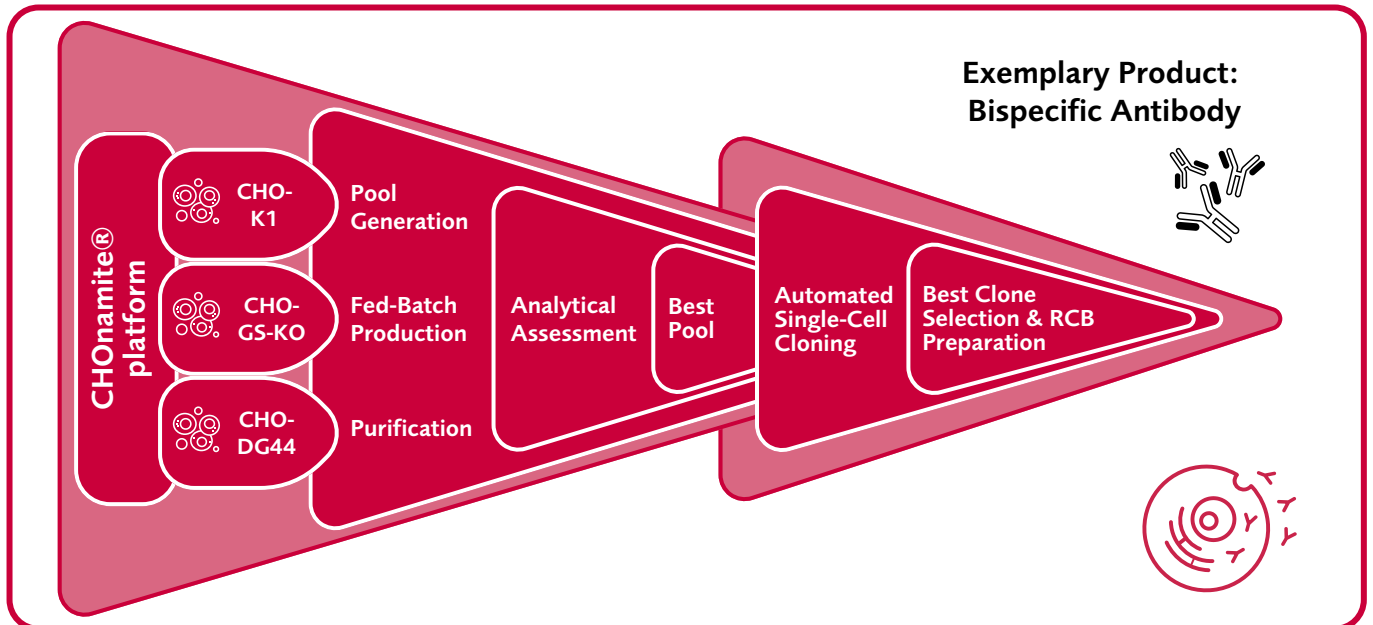 Exemplary Product:
Bispecific Antibody
CHOnamite®
platform
CHO-
K1
CHO-
GS-KO
CHO-
DG44
Pool
Generation
Fed-Batch
Production
Purification
Analytical
Assessment
Best
Pool
Automated
Single-Cell
Cloning
Best Clone
Selection & RCB
Preparation